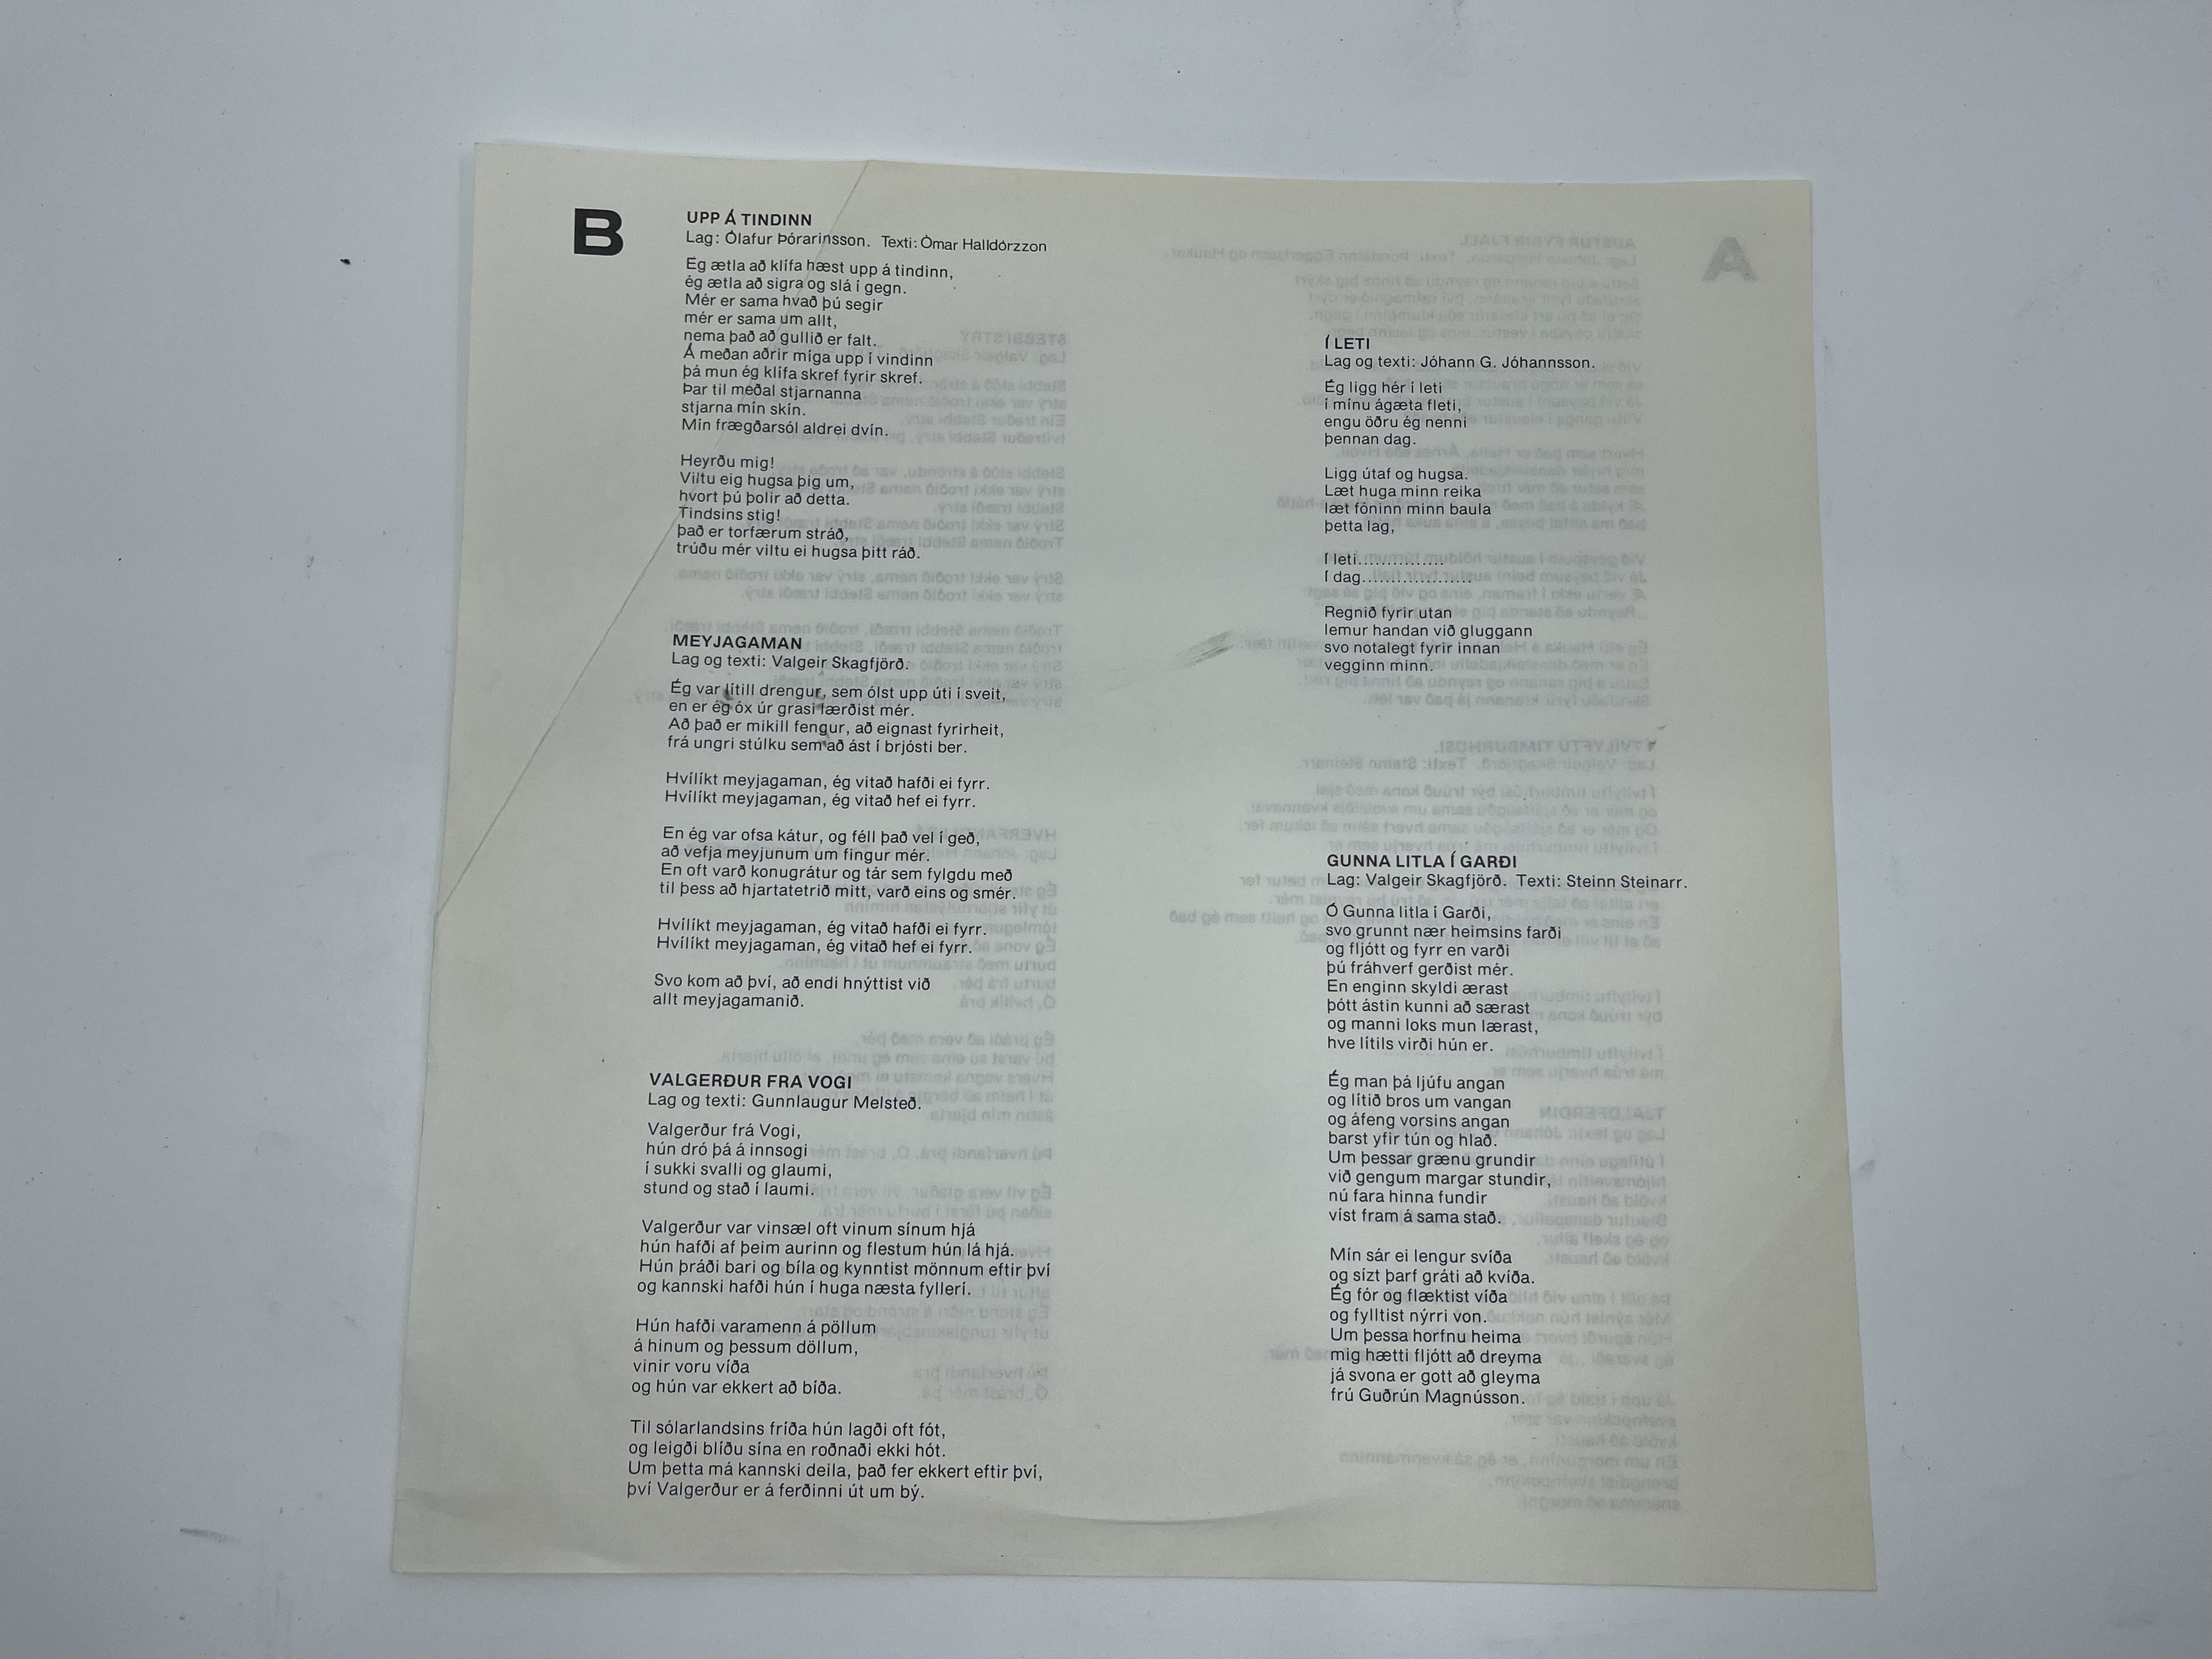 B
UPP Á TINDINN
Lag: Ólafur Þórarinsson. Texti: Ómar Halldórzzon
Ég ætla að klífa hæst upp á tindinn,
ég ætla að sigra og slá í gegn.
Mér er sama hvað þú segir
mér er sama um allt,
nema það að gullið er falt.
Á meðan aðrir míga upp í vindinn
þá mun ég klífa skref fyrir skref.
Þar til meðal stjarnanna
stjarna mín skín.
Mín frægðarsól aldrei dvín.
Heyrðu mig!
Viltu eig hugsa þig um,
hvort þú þolir að detta.
Tindsins stig!
það er torfærum stráð,
trúðu mér viltu ei hugsa þitt ráð.
MEYJAGAMAN
Lag og texti: Valgeir Skagfjörð.
Ég var lítill drengur, sem ólst upp úti í sveit,
en er ég óx úr grasi lærðist mér.
Að það er mikill fengur, að eignast fyrirheit,
frá ungri stúlku sem að ást í brjósti ber.
Hvílíkt meyjagaman, ég vitað hafði ei fyrr.
Hvílíkt meyjagaman, ég vitað hef ei fyrr.
En ég var ofsa kátur, og féll það vel í geð,
að vefja meyjunum um fingur mér.
En oft varð konugrátur og tár sem fylgdu með
til þess að hjartatetrið mitt, varð eins og smér.
Hvílíkt meyjagaman, ég vitað hafði ei fyrr.
Hvílíkt meyjagaman, ég vitað hef ei fyrr.
Svo kom að því, að endi hnýttist við
allt meyjagamanið.
VALGERÐUR FRA VOGI
Lag og texti: Gunnlaugur Melsteð.
Valgerður frá Vogi,
hún dró þá á innsogi
í sukki svalli og glaumi,
stund og stað í laumi.
Valgerður var vinsæl oft vinum sínum hjá
hún hafði af þeim aurinn og flestum hún lá hjá.
Hún þráði bari og bíla og kynntist mönnum eftir því
og kannski hafði hún í huga næsta fyllerí.
Hún hafði varamenn á pöllum
á hinum og þessum döllum,
vinir voru víða
og hún var ekkert að bíða.
Til sólarlandsins fríða hún lagði oft fót,
og leigði blíðu sína en roðnaði ekki hót.
Um þetta má kannski deila, það fer ekkert eftir því,
því Valgerður er á ferðinni út um bý.
Í LETI
Lag og texti: Jóhann G. Jóhannsson.
Ég ligg hér í leti
í mínu ágæta fleti,
engu öðru ég nenni
þennan dag.
Ligg útaf og hugsa.
Læt huga minn reika
læt fóninn minn baula
þetta lag,
Í leti...............
Í dag...................
Regnið fyrir utan
lemur handan við gluggann
svo notalegt fyrir innan
vegginn minn.
GUNNA LITLA Í GARÐI
Lag: Valgeir Skagfjörð. Texti: Steinn Steinarr.
Ó Gunna litla í Garði,
svo grunnt nær heimsins farði
og fljótt og fyrr en varði
þú fráhverf gerðist mér.
En enginn skyldi ærast
þótt ástin kunni að særast
og manni loks mun lærast,
hve lítils virði hún er.
Ég man þá ljúfu angan
og lítið bros um vangan
og áfeng vorsins angan
barst yfir tún og hlað.
Um þessar grænu grundir
við gengum margar stundir,
nú fara hinna fundir
víst fram á sama stað.
Mín sár ei lengur svíða
og sízt þarf gráti að kvíða.
Ég fór og flæktist víða
og fylltist nýrri von.
Um þessa horfnu heima
mig hætti fljótt að dreyma
já svona er gott að gleyma
frú Guðrún Magnússon.